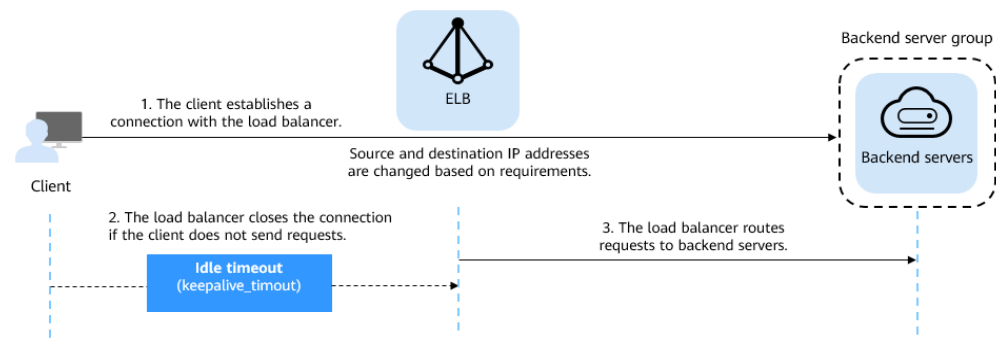 Backend server group
ELB
1. The client establishes a
connection with the load balancer.
Source and destination IP addresses
are changed based on requirements.
Backend servers
Client
2. The load balancer closes the connection
if the client does not send requests.
3. The load balancer routes
requests to backend servers.
Idle timeout
(keepalive_timout)